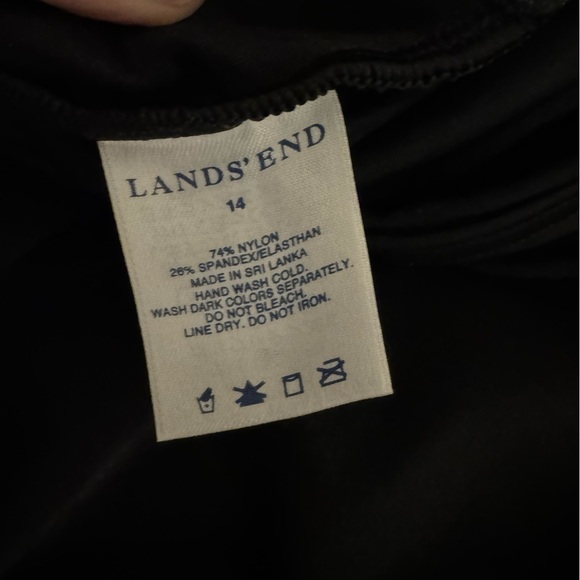 LANDS' END
14
74% NYLON
26% SPANDEX/ELASTHAN
MADE IN SRI LANKA
HAND WASH COLD.
WASH DARK COLORS SEPARATELY.
DO NOT BLEACH.
LINE DRY. DO NOT IRON.